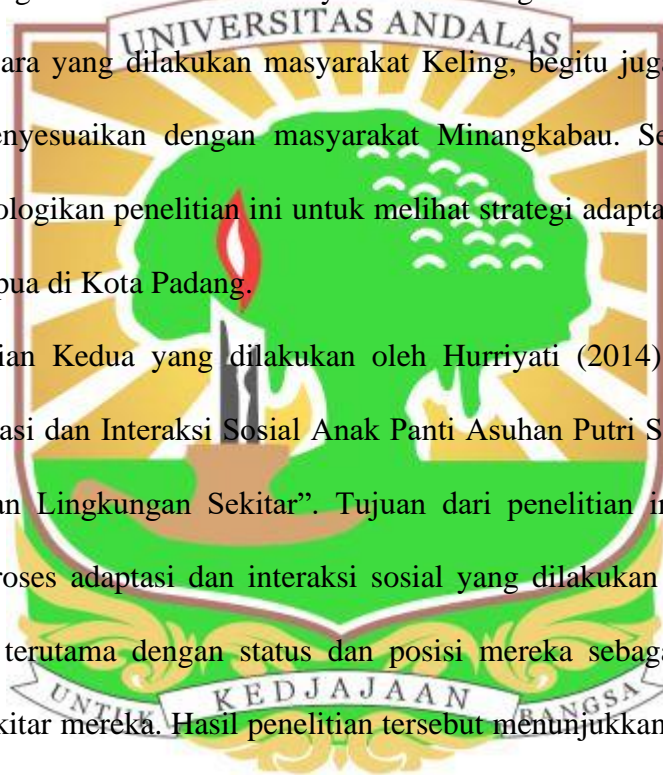 UNIVERSITAS ANDALAS
ara yang dilakukan masyarakat Keling, begitu juga
enyesuaikan dengan masyarakat Minangkabau. Se
ologikan penelitian ini untuk melihat strategi adapta
pua di Kota Padang.
ian Kedua yang dilakukan oleh Hurriyati (2014)
asi dan Interaksi Sosial Anak Panti Asuhan Putri S
an Lingkungan Sekitar”. Tujuan dari penelitian in
roses adaptasi dan interaksi sosial yang dilakukan
terutama dengan status dan posisi mereka sebaga
kitar mereka. Hasil penelitian tersebut menunjukkan
UNTUK KEDJAJAAN BANGSA